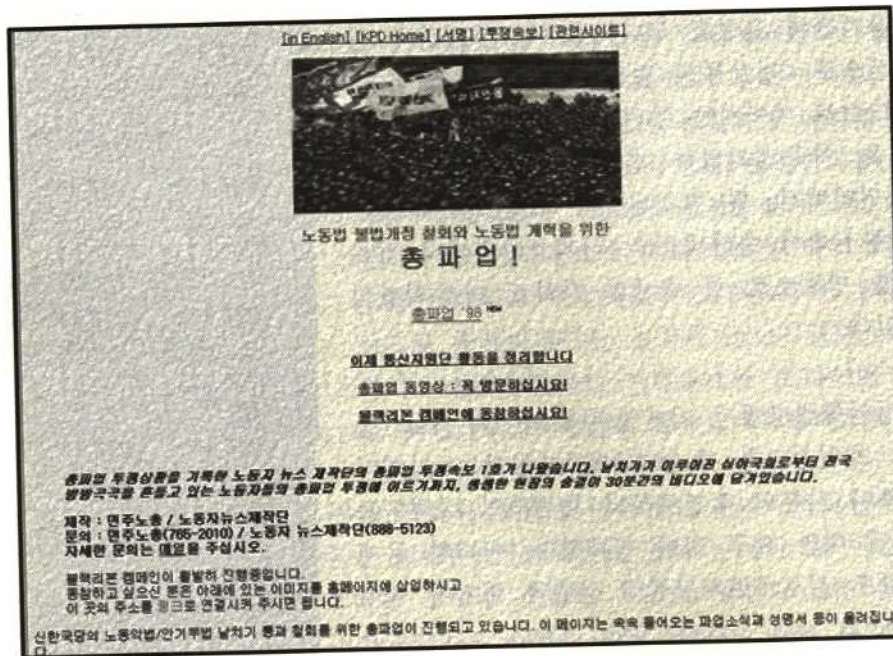 [in English] [KPD Home] [서명] [투쟁속보] [관련사이트]
노동법 불법개정 철회와 노동법 개혁을 위한
총 파 업 !
총파업 '98 NEW
이제 통신지원단 활동을 정리합니다
총파업 동영상 : 꼭 방문하십시요!
블랙리본 캠페인에 동참하십시요!
총파업 투쟁상황을 기록한 노동자 뉴스 제작단의 총파업 투쟁속보 1호가 나왔습니다. 날치기가 이루어진 심야국회로부터 전국
방방곡곡을 흔들고 있는 노동자들의 총파업 투쟁에 이르기까지, 생생한 현장의 숨결이 30분간의 비디오에 담겨있습니다.
제작 : 민주노총 / 노동자뉴스제작단
문의 : 민주노총(765-2010) / 노동자 뉴스제작단(888-5123)
자세한 문의는 메일을 주십시오.
블랙리본 캠페인이 활발히 진행중입니다.
동참하고 싶으신 분은 아래에 있는 이미지를 홈페이지에 삽입하시고
이 곳의 주소를 링크로 연결시켜 주시면 됩니다.
신한국당의 노동악법/안기부법 날치기 통과 철회를 위한 총파업이 진행되고 있습니다. 이 페이지는 속속 들어오는 파업소식과 성명서 등이 올려집니
다